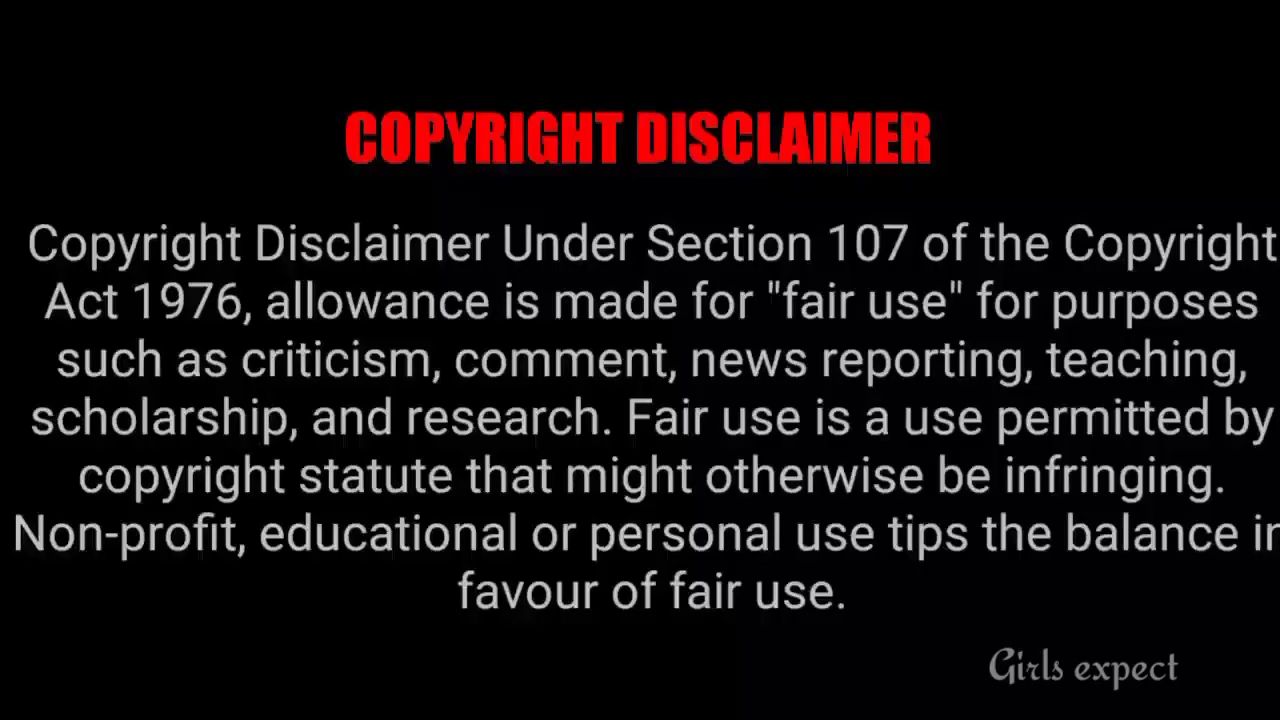 COPYRIGHT DISCLAIMER
Copyright Disclaimer Under Section 107 of the Copyright
Act 1976, allowance is made for "fair use" for purposes
such as criticism, comment, news reporting, teaching,
scholarship, and research. Fair use is a use permitted by
copyright statute that might otherwise be infringing.
Non-profit, educational or personal use tips the balance in
favour of fair use.
Girls expect